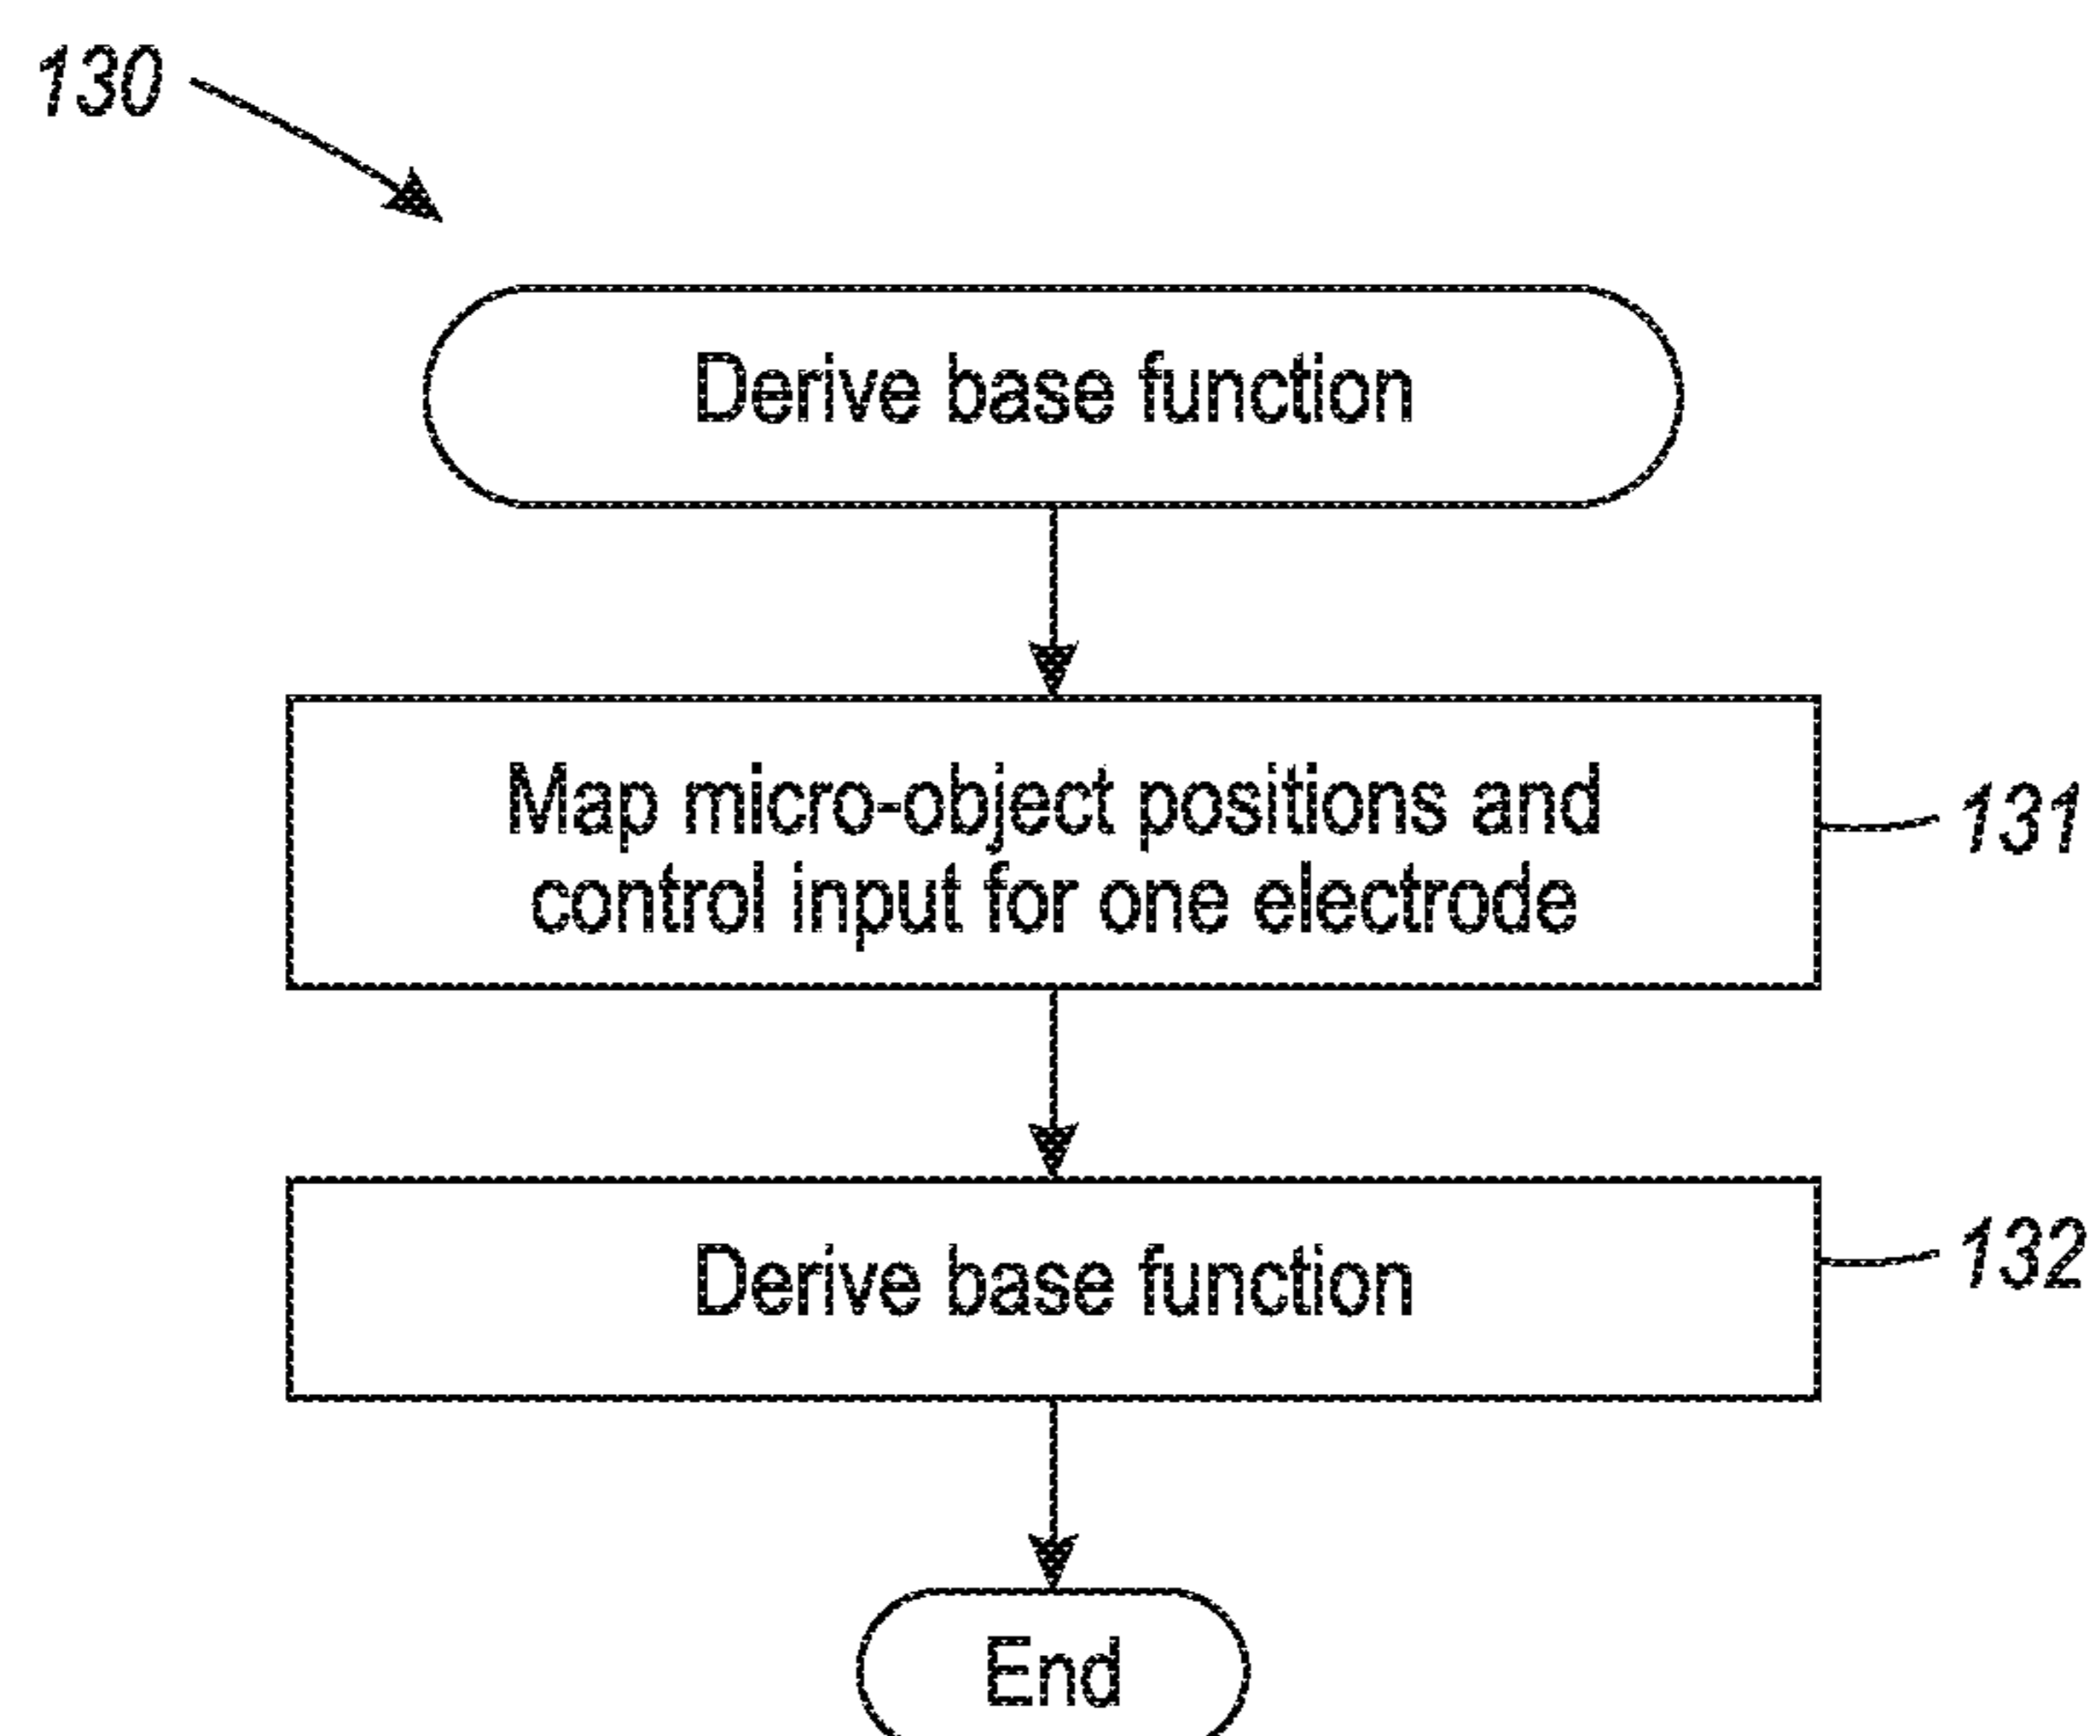 130
Derive base function
Map micro-object positions and
control input for one electrode
131
Derive base function
132
End